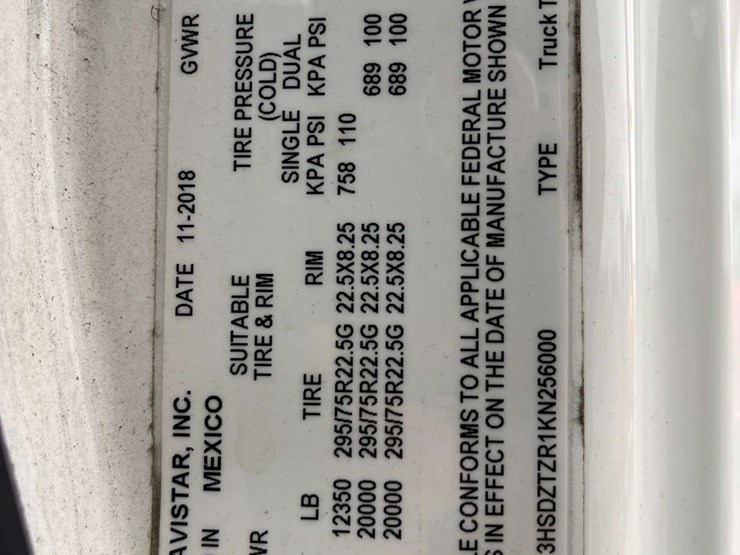 AVISTAR, INC. DATE 11-2018 GVWR
IN MEXICO
SUITABLE TIRE PRESSURE
VR TIRE & RIM (COLD)
SINGLE DUAL
LB TIRE RIM KPA PSI KPA PSI
12350 295/75R22.5G 22.5X8.25 758 110
20000 295/75R22.5G 22.5X8.25 689 100
20000 295/75R22.5G 22.5X8.25 689 100
LE CONFORMS TO ALL APPLICABLE FEDERAL MOTOR V
S IN EFFECT ON THE DATE OF MANUFACTURE SHOWN
3HSDZTZR1KN256000 TYPE Truck T